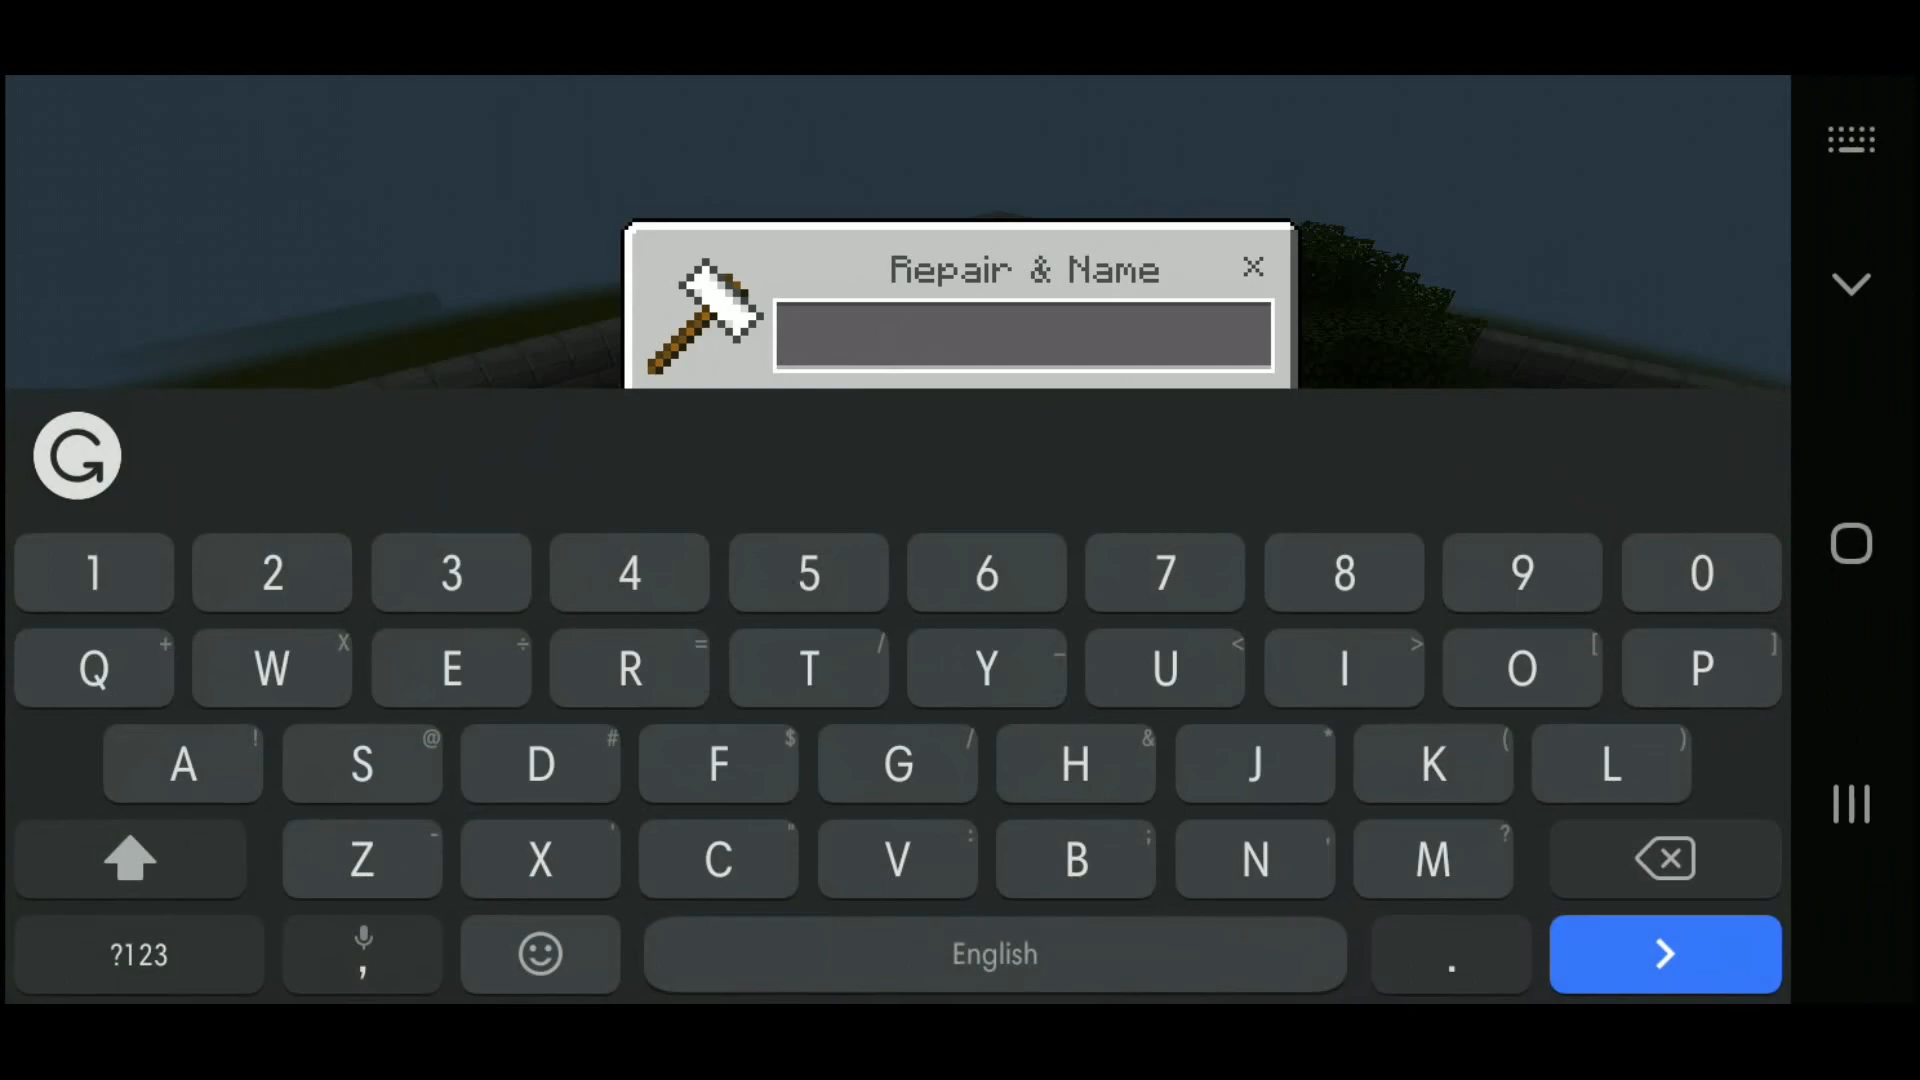 Repair & Name
1 2 3 4 5 6 7 8 9 0
Q + W X E ÷ R = T / Y _ U < I > O [ P ]
A ! S @ D # F $ G / H & J * K ( L )
Z - X ' C " V : B ; N ' M ?
?123 , English .